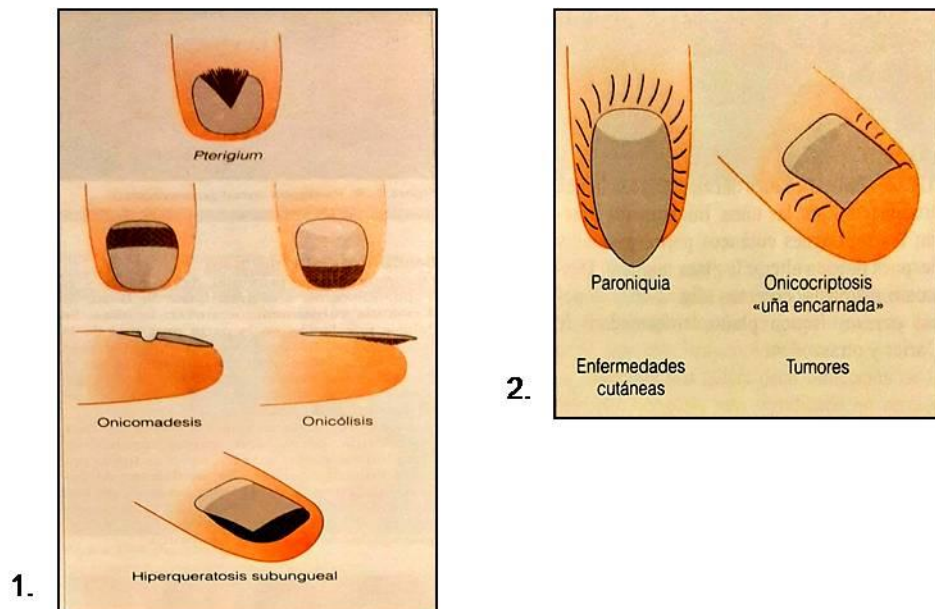 Pterigium
Onicomadesis Onicólisis
Hiperqueratosis subungueal
1.
Paroniquia Onicocriptosis
«uña encarnada»
Enfermedades Tumores
cutáneas
2.